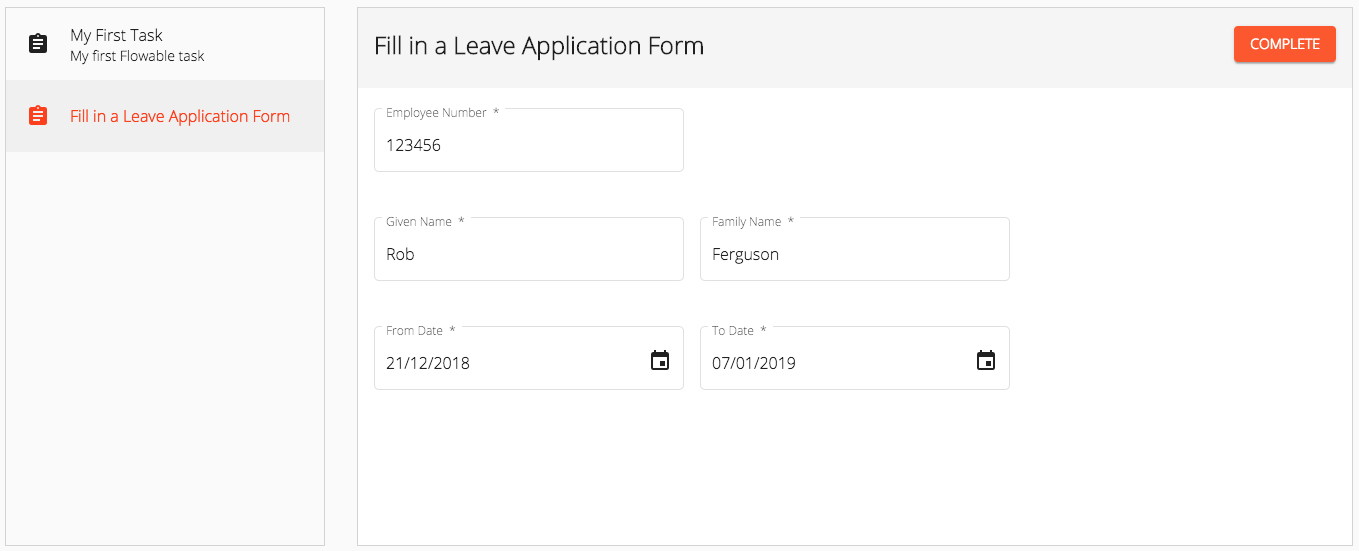 My First Task
My first Flowable task
Fill in a Leave Application Form
Fill in a Leave Application Form
COMPLETE
Employee Number *
123456
Given Name *
Rob
Family Name *
Ferguson
From Date *
21/12/2018
To Date *
07/01/2019